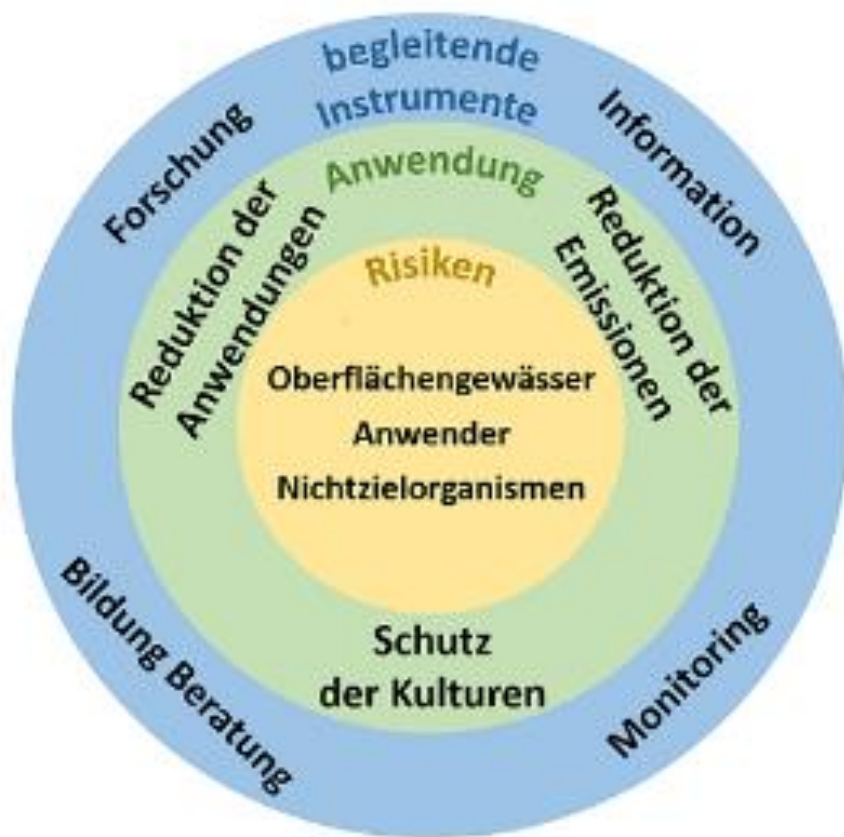 begleitende
Instrumente
Forschung
Information
Anwendung
Reduktion der
Anwendungen
Reduktion der
Emissionen
Risiken
Oberflächengewässer
Anwender
Nichtzielorganismen
Schutz
der Kulturen
Bildung Beratung
Monitoring